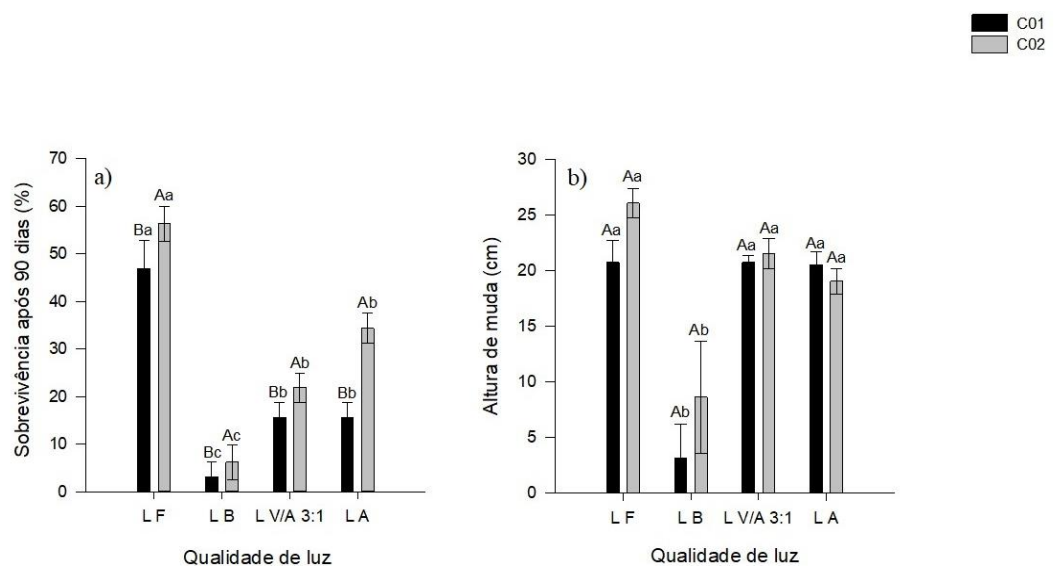 C01
C02
a)
Sobrevivência após 90 dias (%)
70
60
50
40
30
20
10
0
Ba
Aa
Bc
Ac
Bb
Ab
Bb
Ab
L F
L B
L V/A 3:1
L A
Qualidade de luz
b)
Altura de muda (cm)
30
25
20
15
10
5
0
Aa
Aa
Ab
Ab
Aa
Aa
Aa
Aa
L F
L B
L V/A 3:1
L A
Qualidade de luz